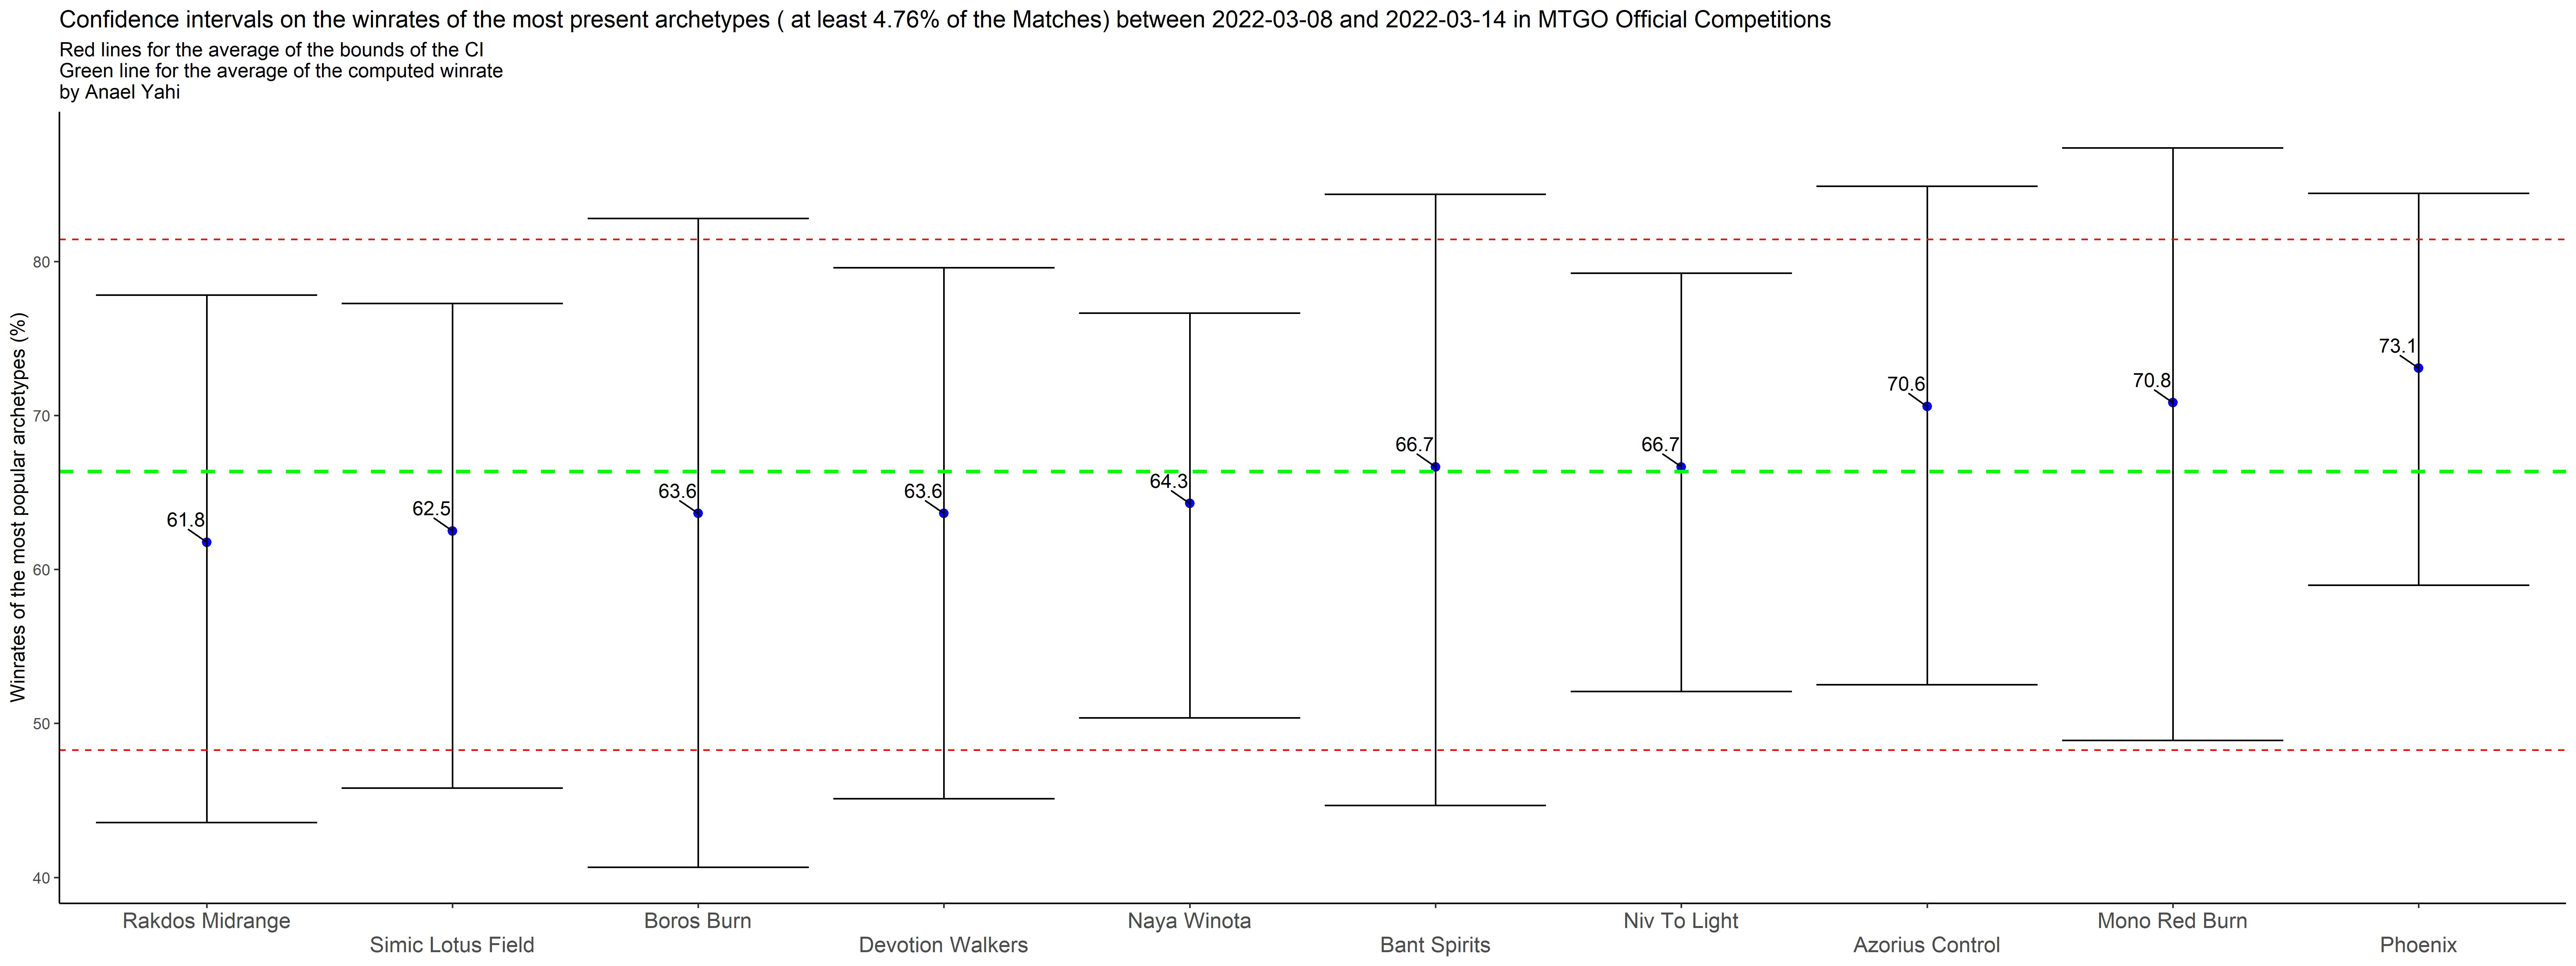 Confidence intervals on the winrates of the most present archetypes ( at least 4.76% of the Matches) between 2022-03-08 and 2022-03-14 in MTGO Official Competitions
Red lines for the average of the bounds of the CI
Green line for the average of the computed winrate
by Anael Yahi
Winrates of the most popular archetypes (%)
80
70
60
50
40
61.8
62.5
63.6
63.6
64.3
66.7
66.7
70.6
70.8
73.1
Rakdos Midrange
Simic Lotus Field
Boros Burn
Devotion Walkers
Naya Winota
Bant Spirits
Niv To Light
Azorius Control
Mono Red Burn
Phoenix